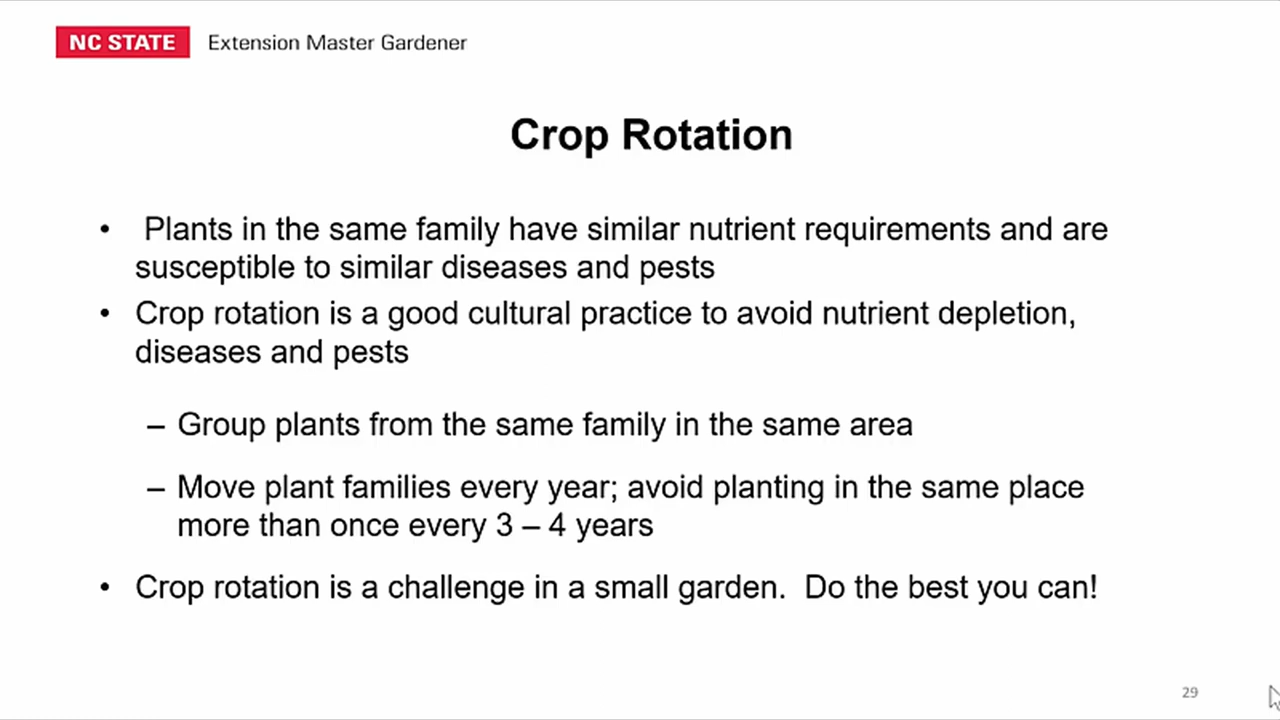 NC STATE Extension Master Gardener
Crop Rotation
• Plants in the same family have similar nutrient requirements and are
susceptible to similar diseases and pests
• Crop rotation is a good cultural practice to avoid nutrient depletion,
diseases and pests
– Group plants from the same family in the same area
– Move plant families every year; avoid planting in the same place
more than once every 3 – 4 years
• Crop rotation is a challenge in a small garden.  Do the best you can!
29